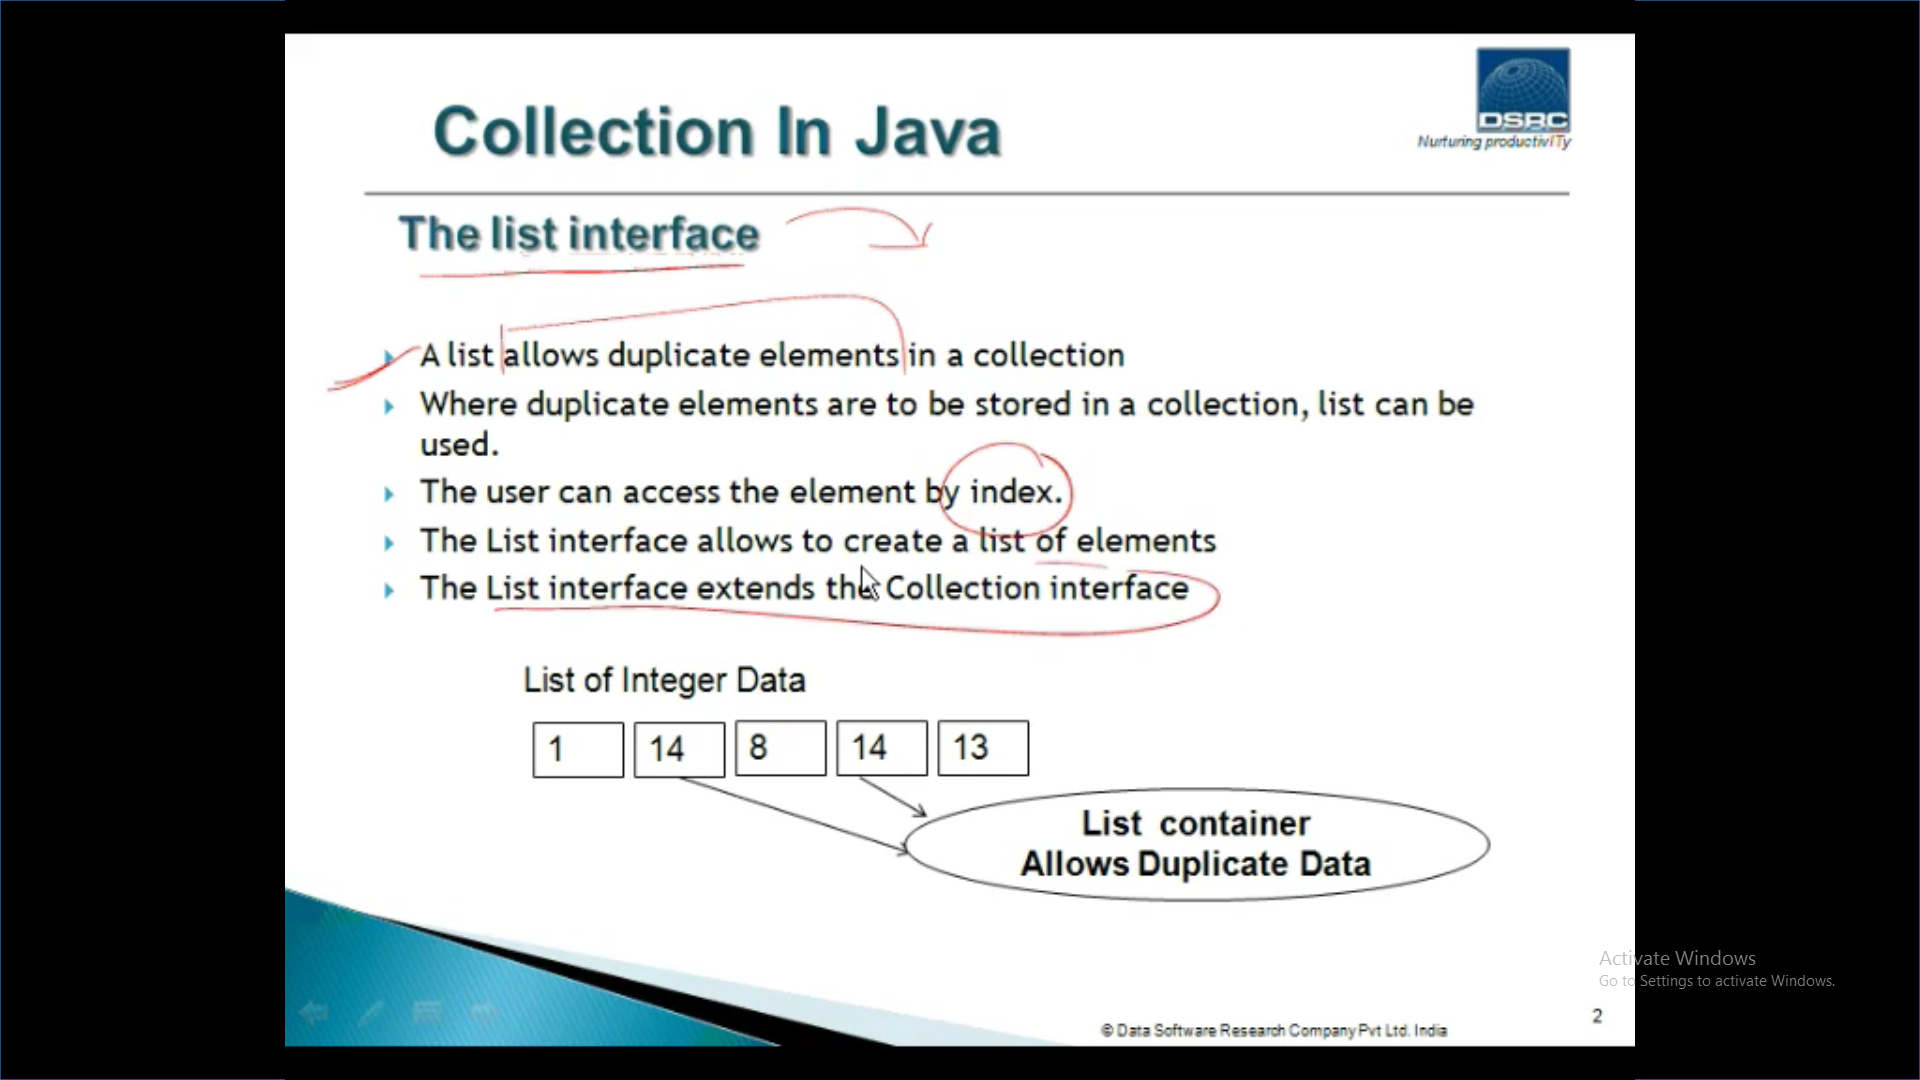 DSRC
Nurturing productivITy
Collection In Java
The list interface
A list allows duplicate elements in a collection
Where duplicate elements are to be stored in a collection, list can be
used.
The user can access the element by index.
The List interface allows to create a list of elements
The List interface extends the Collection interface
List of Integer Data
1 14 8 14 13
List container
Allows Duplicate Data
Activate Windows
Go to Settings to activate Windows.
2
© Data Software Research Company Pvt Ltd. India